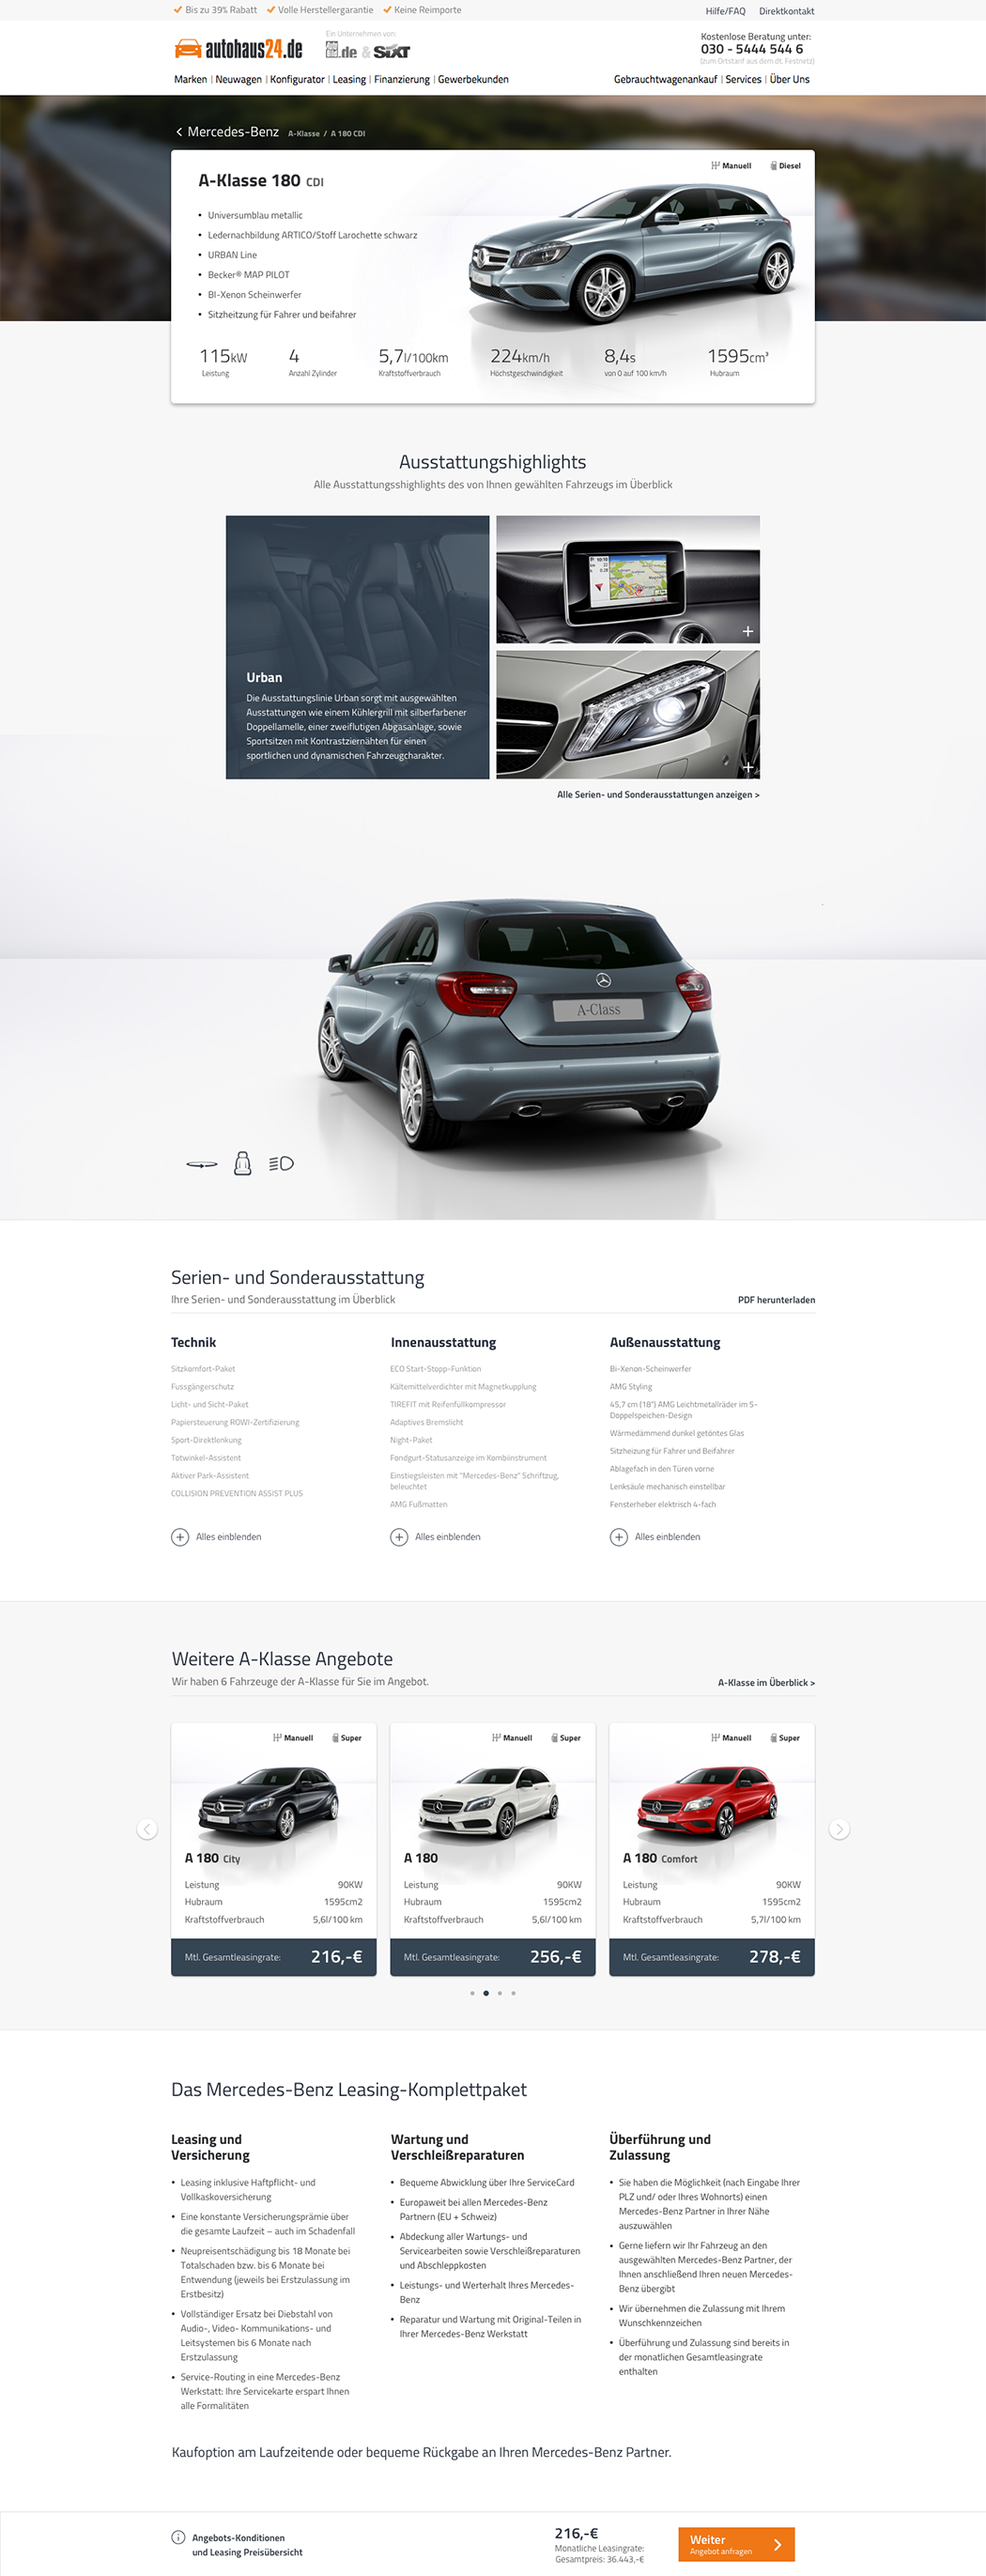 Bis zu 39% Rabatt Volle Herstellergarantie Keine Reimporte Hilfe/FAQ Direktkontakt
Ein Unternehmen von: Kostenlose Beratung unter:
autohaus24.de .de & SIXT 030 - 5444 544 6
(zum Ortstarif aus dem dt. Festnetz)
Marken | Neuwagen | Konfigurator | Leasing | Finanzierung | Gewerbekunden Gebrauchtwagenankauf | Services | Über Uns
Mercedes-Benz A-Klasse / A 180 CDI
Manuell Diesel
A-Klasse 180 CDI
• Universumblau metallic
• Ledernachbildung ARTICO/Stoff Larochette schwarz
• URBAN Line
• Becker® MAP PILOT
• BI-Xenon Scheinwerfer
• Sitzheitzung für Fahrer und beifahrer
115kW 4 5,7l/100km 224km/h 8,4s 1595cm³
Leistung Anzahl Zylinder Kraftstoffverbrauch Höchstgeschwindigkeit von 0 auf 100 km/h Hubraum
Ausstattungshighlights
Alle Ausstattungsshighlights des von Ihnen gewählten Fahrzeugs im Überblick
Urban
Die Ausstattungslinie Urban sorgt mit ausgewählten
Ausstattungen wie einem Kühlergrill mit silberfarbener
Doppellamelle, einer zweiflutigen Abgasanlage, sowie
Sportsitzen mit Kontrastziernähten für einen
sportlichen und dynamischen Fahrzeugcharakter.
Alle Serien- und Sonderausstattungen anzeigen >
A-Class
Serien- und Sonderausstattung
Ihre Serien- und Sonderausstattung im Überblick PDF herunterladen
Technik
Sitzkomfort-Paket
Fussgängerschutz
Licht- und Sicht-Paket
Papiersteuerung ROWI-Zertifizierung
Sport-Direktlenkung
Totwinkel-Assistent
Aktiver Park-Assistent
COLLISION PREVENTION ASSIST PLUS
Alles einblenden
Innenausstattung
ECO Start-Stopp-Funktion
Kältemittelverdichter mit Magnetkupplung
TIREFIT mit Reifenfüllkompressor
Adaptives Bremslicht
Night-Paket
Fondgurt-Statusanzeige im Kombiinstrument
Einstiegsleisten mit "Mercedes-Benz" Schriftzug,
beleuchtet
AMG Fußmatten
Alles einblenden
Außenausstattung
Bi-Xenon-Scheinwerfer
AMG Styling
45,7 cm (18") AMG Leichtmetallräder im 5-
Doppelspeichen-Design
Wärmedämmend dunkel getöntes Glas
Sitzheizung für Fahrer und Beifahrer
Ablagefach in den Türen vorne
Lenksäule mechanisch einstellbar
Fensterheber elektrisch 4-fach
Alles einblenden
Weitere A-Klasse Angebote
Wir haben 6 Fahrzeuge der A-Klasse für Sie im Angebot. A-Klasse im Überblick >
Manuell Super
A 180 City
Leistung 90KW
Hubraum 1595cm2
Kraftstoffverbrauch 5,6l/100 km
Mtl. Gesamtleasingrate: 216,-€
Manuell Super
A 180
Leistung 90KW
Hubraum 1595cm2
Kraftstoffverbrauch 5,6l/100 km
Mtl. Gesamtleasingrate: 256,-€
Manuell Super
A 180 Comfort
Leistung 90KW
Hubraum 1595cm2
Kraftstoffverbrauch 5,7l/100 km
Mtl. Gesamtleasingrate: 278,-€
Das Mercedes-Benz Leasing-Komplettpaket
Leasing und
Versicherung
• Leasing inklusive Haftpflicht- und
Vollkaskoversicherung
• Eine konstante Versicherungsprämie über
die gesamte Laufzeit – auch im Schadenfall
• Neupreisentschädigung bis 18 Monate bei
Totalschaden bzw. bis 6 Monate bei
Entwendung (jeweils bei Erstzulassung im
Erstbesitz)
• Vollständiger Ersatz bei Diebstahl von
Audio-, Video- Kommunikations- und
Leitsystemen bis 6 Monate nach
Erstzulassung
• Service-Routing in eine Mercedes-Benz
Werkstatt: Ihre Servicekarte erspart Ihnen
alle Formalitäten
Wartung und
Verschleißreparaturen
• Bequeme Abwicklung über Ihre ServiceCard
• Europaweit bei allen Mercedes-Benz
Partnern (EU + Schweiz)
• Abdeckung aller Wartungs- und
Servicearbeiten sowie Verschleißreparaturen
und Abschleppkosten
• Leistungs- und Werterhalt Ihres Mercedes-
Benz
• Reparatur und Wartung mit Original-Teilen in
Ihrer Mercedes-Benz Werkstatt
Überführung und
Zulassung
• Sie haben die Möglichkeit (nach Eingabe Ihrer
PLZ und/ oder Ihres Wohnorts) einen
Mercedes-Benz Partner in Ihrer Nähe
auszuwählen
• Gerne liefern wir Ihr Fahrzeug an den
ausgewählten Mercedes-Benz Partner, der
Ihnen anschließend Ihren neuen Mercedes-
Benz übergibt
• Wir übernehmen die Zulassung mit Ihrem
Wunschkennzeichen
• Überführung und Zulassung sind bereits in
der monatlichen Gesamtleasingrate
enthalten
Kaufoption am Laufzeitende oder bequeme Rückgabe an Ihren Mercedes-Benz Partner.
Angebots-Konditionen
und Leasing Preisübersicht
216,-€
Monatliche Leasingrate:
Gesamtpreis: 36.443,-€
Weiter
Angebot anfragen